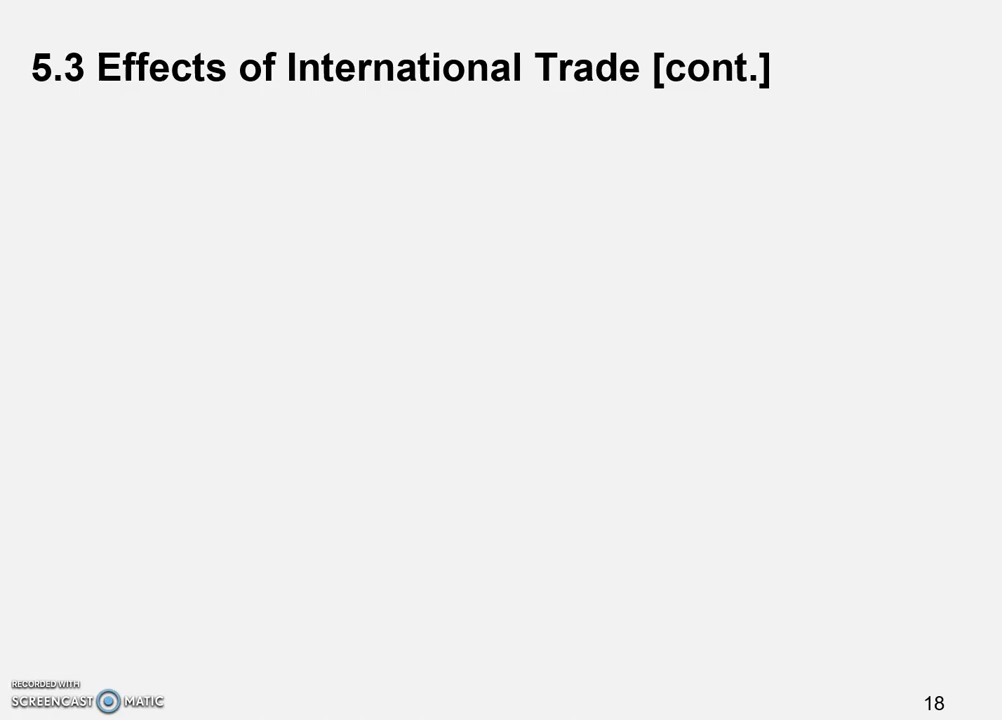 5.3 Effects of International Trade [cont.]
RECORDED WITH
SCREENCAST MATIC
18